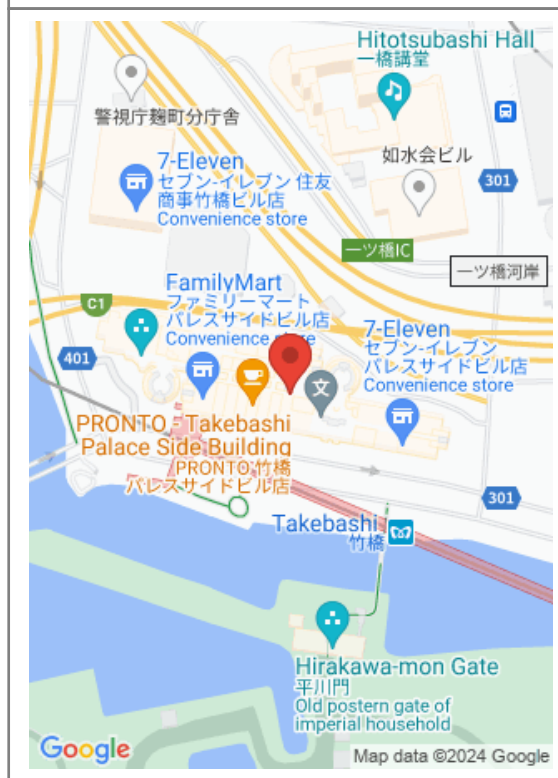 Hitotsubashi Hall
一橋講堂
警視庁麴町分庁舎
7-Eleven
セブン-イレブン 住友
商事竹橋ビル店
Convenience store
如水会ビル
301
一ツ橋IC
一ツ橋河岸
FamilyMart
ファミリーマート
パレスサイドビル店
Convenience store
C1
7-Eleven
セブン-イレブン
パレスサイドビル店
Convenience store
401
文
PRONTO - Takebashi
Palace Side Building
PRONTO 竹橋
パレスサイドビル店
301
Takebashi
竹橋
Hirakawa-mon Gate
平川門
Old postern gate of
imperial household
Google
Map data ©2024 Google